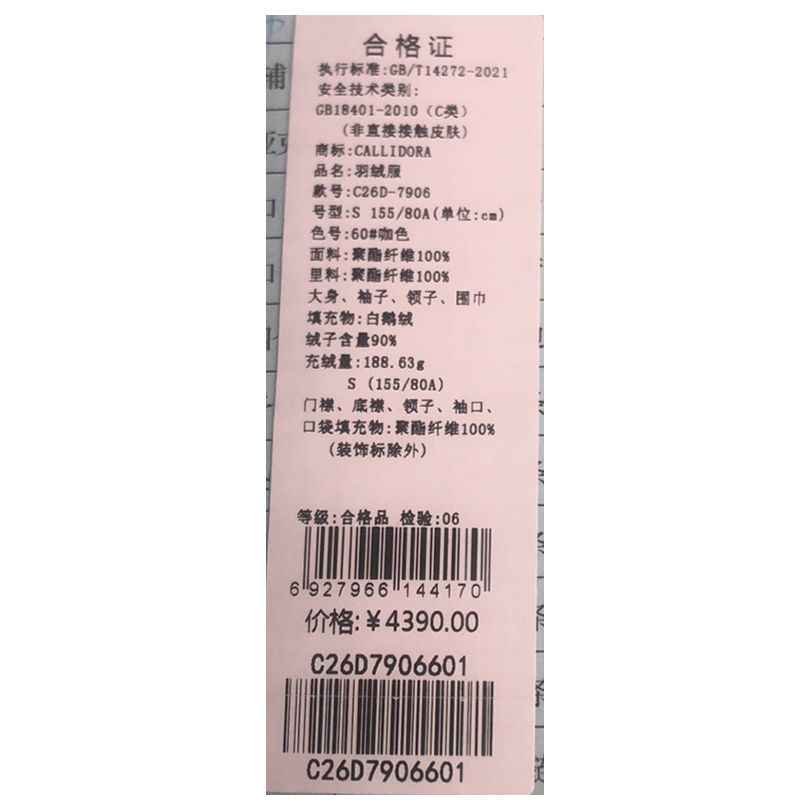 合格证
执行标准:GB/T14272-2021
安全技术类别:
GB18401-2010（C类）
（非直接接触皮肤）
商标:CALLIDORA
品名:羽绒服
款号:C26D-7906
号型:S 155/80A(单位:cm)
色号:60#咖色
面料:聚酯纤维100%
里料:聚酯纤维100%
大身、袖子、领子、围巾
填充物:白鹅绒
绒子含量90%
充绒量:188.63g
S（155/80A）
门襟、底襟、领子、袖口、
口袋填充物:聚酯纤维100%
（装饰标除外）
等级:合格品 检验:06
6 927966 144170
价格:￥4390.00
C26D7906601
C26D7906601